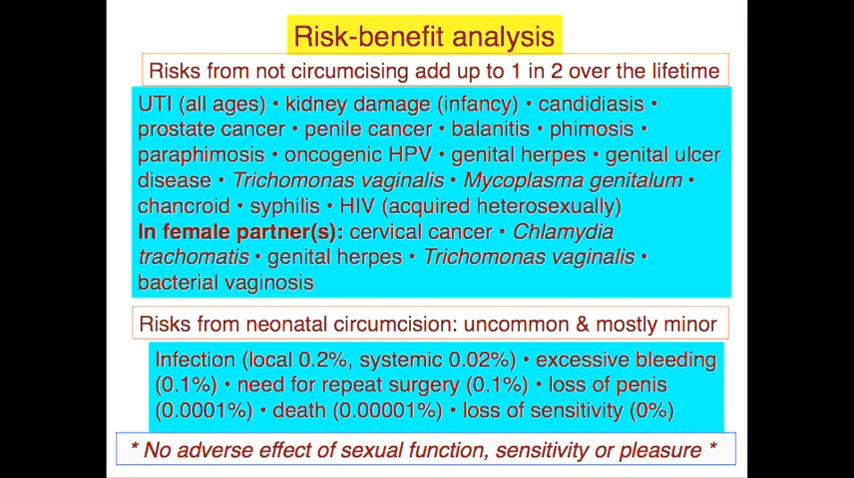 Risk-benefit analysis
Risks from not circumcising add up to 1 in 2 over the lifetime
UTI (all ages) • kidney damage (infancy) • candidiasis •
prostate cancer • penile cancer • balanitis • phimosis •
paraphimosis • oncogenic HPV • genital herpes • genital ulcer
disease • Trichomonas vaginalis • Mycoplasma genitalum •
chancroid • syphilis • HIV (acquired heterosexually)
In female partner(s): cervical cancer • Chlamydia
trachomatis • genital herpes • Trichomonas vaginalis •
bacterial vaginosis
Risks from neonatal circumcision: uncommon & mostly minor
Infection (local 0.2%, systemic 0.02%) • excessive bleeding
(0.1%) • need for repeat surgery (0.1%) • loss of penis
(0.0001%) • death (0.00001%) • loss of sensitivity (0%)
* No adverse effect of sexual function, sensitivity or pleasure *